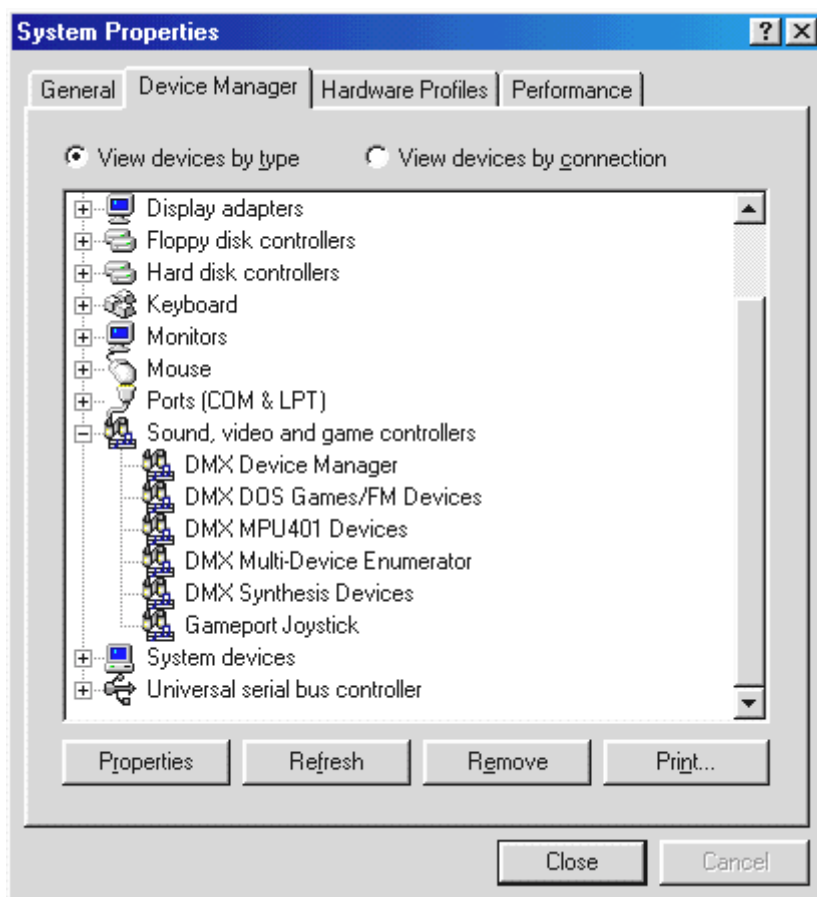 System Properties
General Device Manager Hardware Profiles Performance
View devices by type View devices by connection
Display adapters
Floppy disk controllers
Hard disk controllers
Keyboard
Monitors
Mouse
Ports (COM & LPT)
Sound, video and game controllers
DMX Device Manager
DMX DOS Games/FM Devices
DMX MPU401 Devices
DMX Multi-Device Enumerator
DMX Synthesis Devices
Gameport Joystick
System devices
Universal serial bus controller
Properties Refresh Remove Print...
Close Cancel